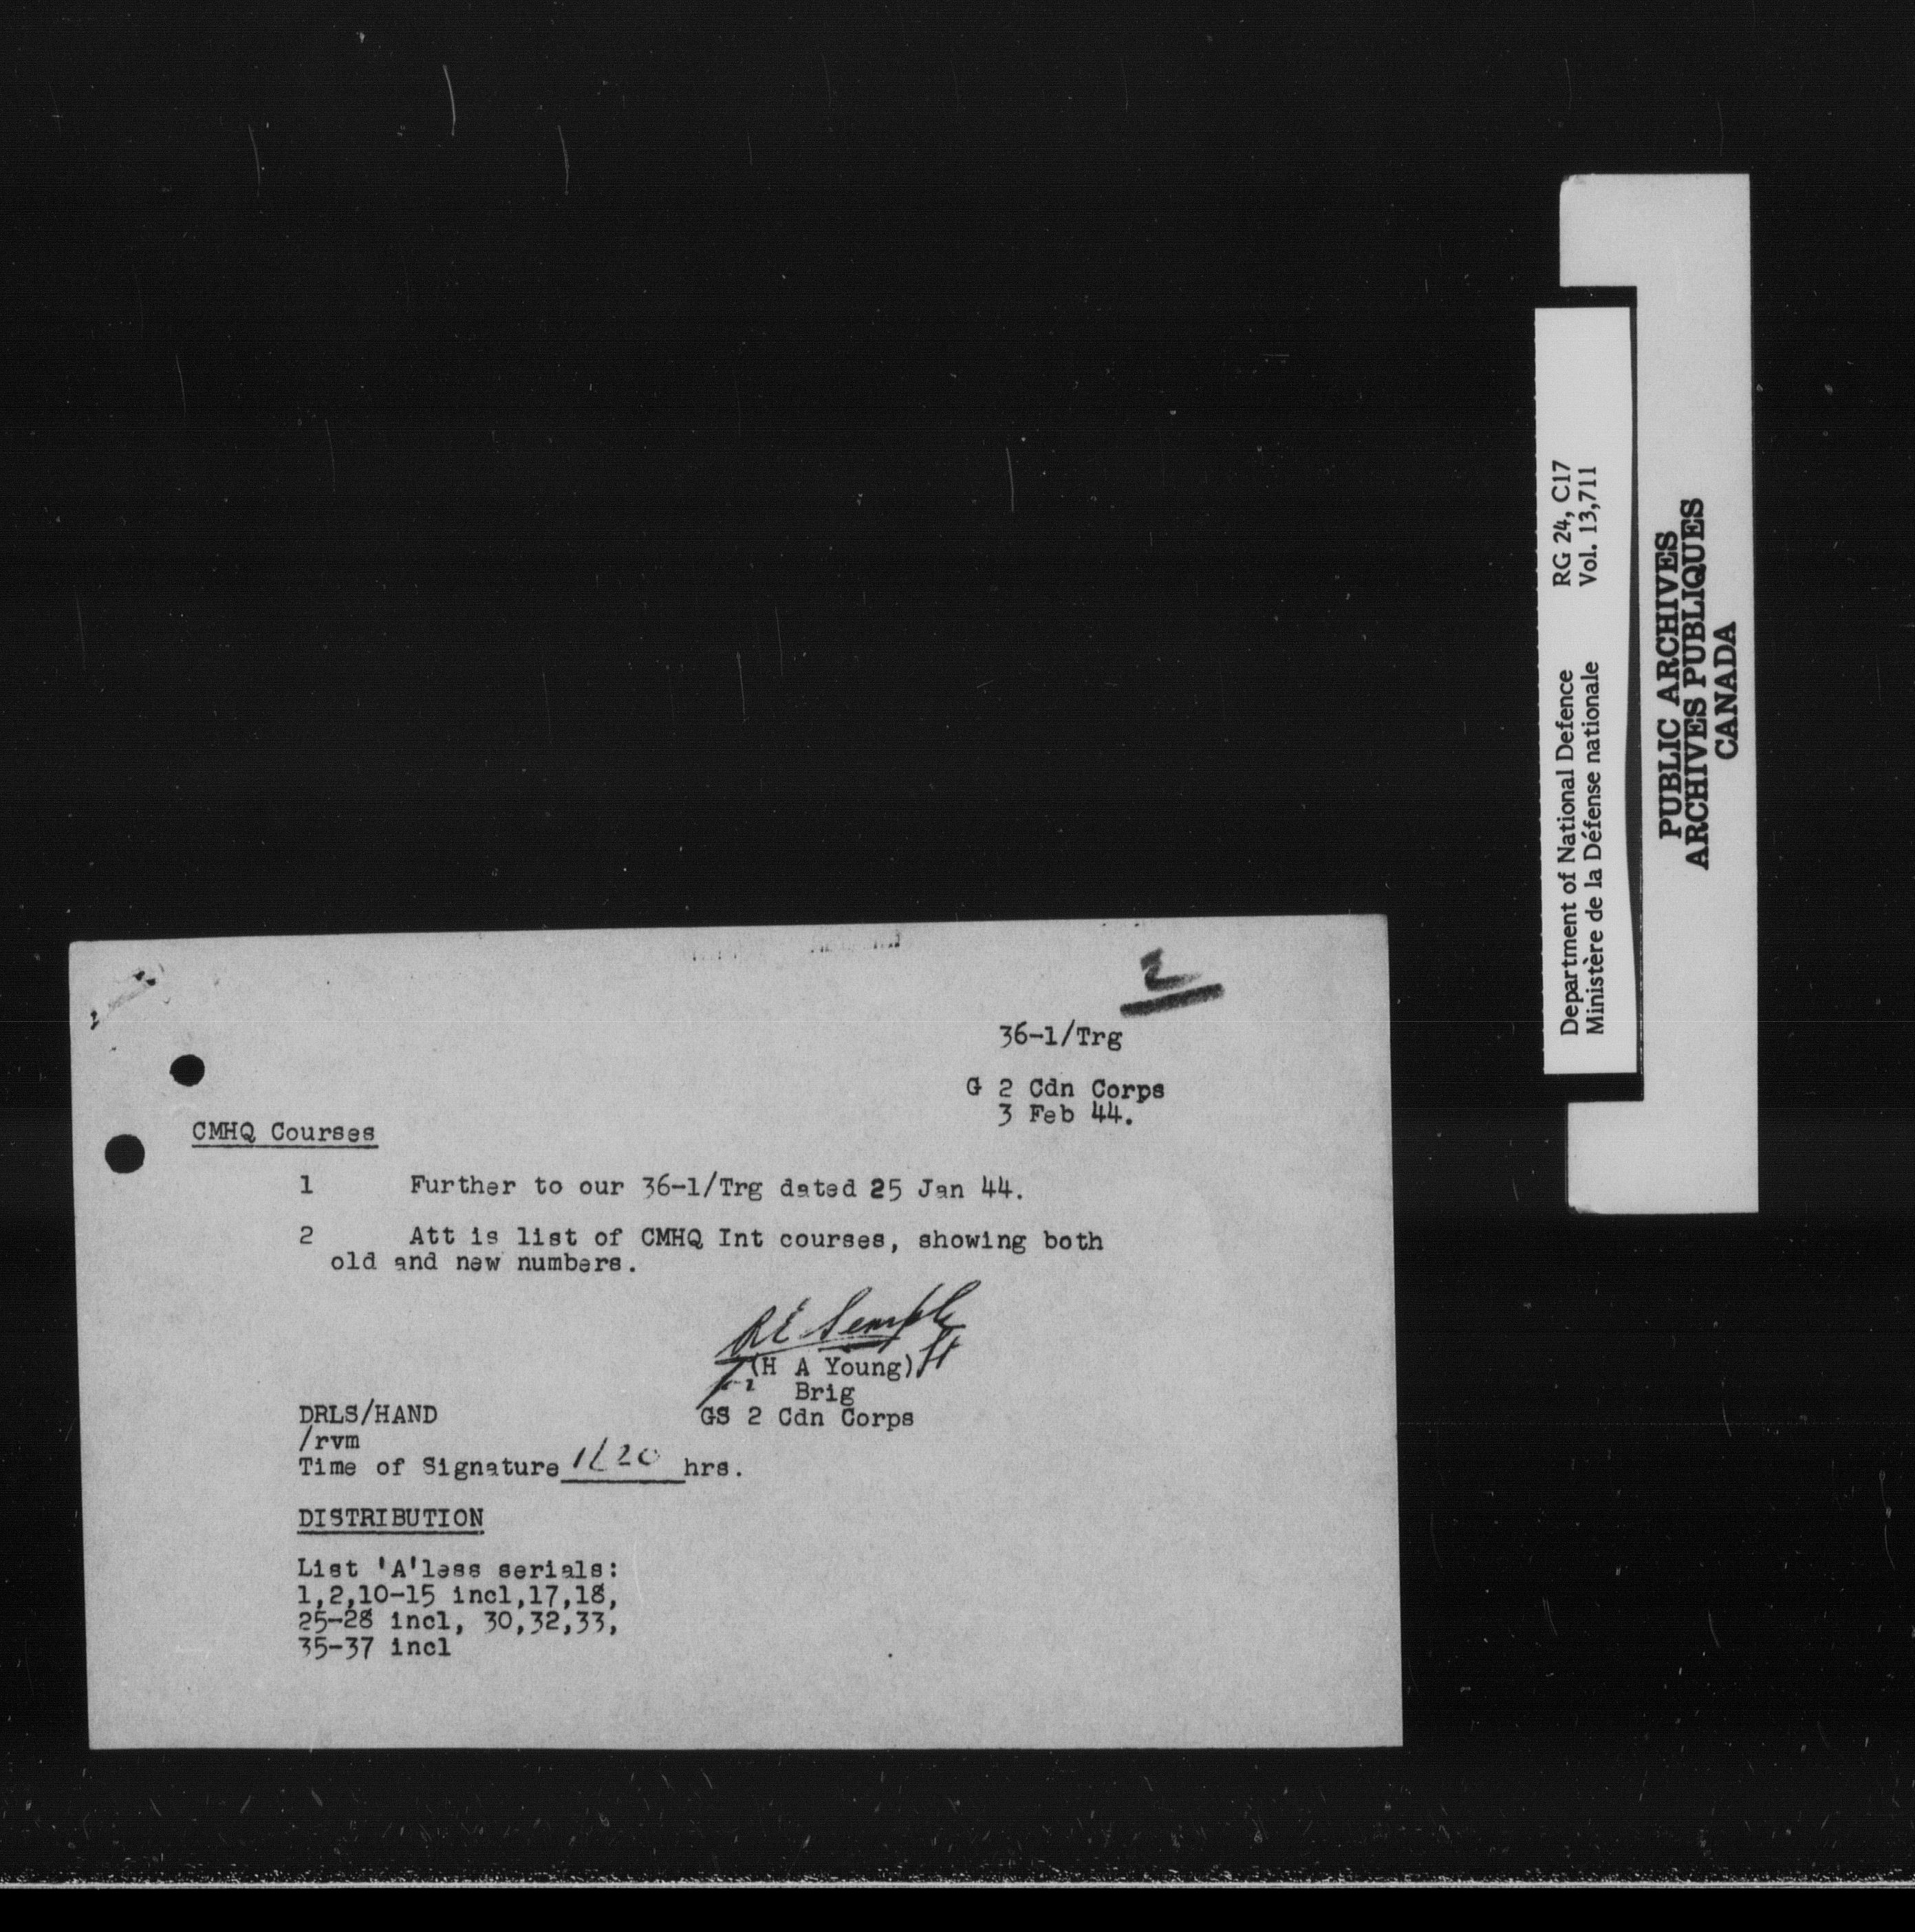 2
36-1/Trg
G 2 Cdn Corps
3 Feb 44.
CMHQ Courses
1 Further to our 36-1/Trg dated 25 Jan 44.
2 Att is list of CMHQ Int courses, showing both
old and new numbers.
RE Semple
(H A Young)
Brig
GS 2 Cdn Corps
DRLS/HAND
/rvm
Time of Signature hrs.
DISTRIBUTION
List 'A'less serials:
1,2,10-15 incl,17,18,
25-28 incl, 30,32,33,
35-37 incl
Department of National Defence RG 24, C17
Ministère de la Défense nationale Vol. 13,711
PUBLIC ARCHIVES
ARCHIVES PUBLIQUES
CANADA